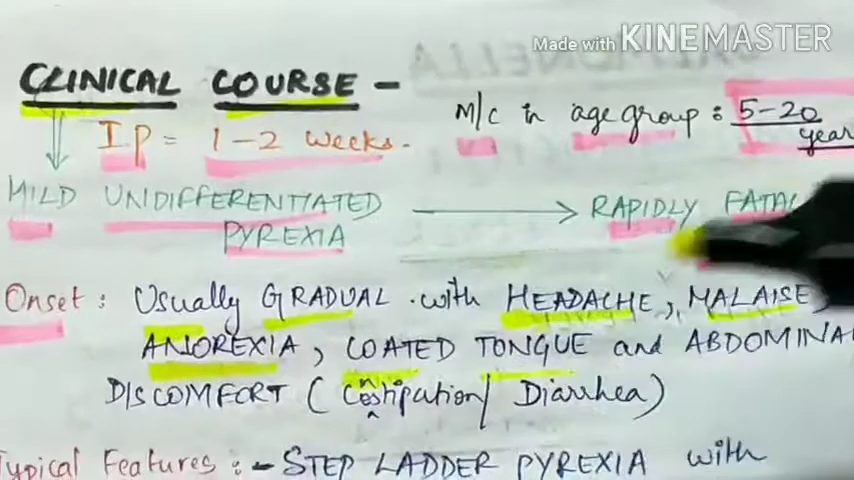 Made with KINEMASTER
CLINICAL COURSE -
M/c in age group : 5-20 year
IP = 1-2 weeks.
MILD UNDIFFERENTIATED PYREXIA → RAPIDLY FATAL
Onset : Usually GRADUAL . with HEADACHE, MALAISE,
ANOREXIA, COATED TONGUE and ABDOMINAL
DISCOMFORT ( Constipation/ Diarrhea)
Typical Features : - STEP LADDER PYREXIA with